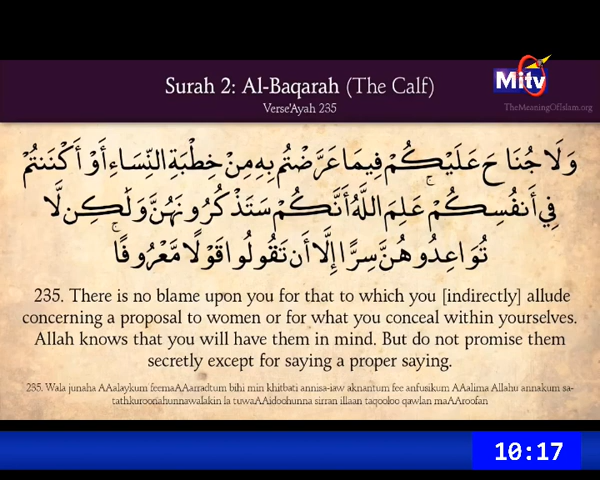 Mitv
Surah 2: Al-Baqarah (The Calf)
Verse'Ayah 235
TheMeaningOfIslam.org
وَلَا جُنَاحَ عَلَيْكُمْ فِيمَا عَرَّضْتُم بِهِ مِنْ خِطْبَةِ النِّسَاءِ أَوْ أَكْنَنتُمْ
فِي أَنفُسِكُمْ ۚ عَلِمَ اللَّهُ أَنَّكُمْ سَتَذْكُرُونَهُنَّ وَلَٰكِن لَّا
تُوَاعِدُوهُنَّ سِرًّا إِلَّا أَن تَقُولُوا قَوْلًا مَّعْرُوفًا ۚ
235. There is no blame upon you for that to which you [indirectly] allude
concerning a proposal to women or for what you conceal within yourselves.
Allah knows that you will have them in mind. But do not promise them
secretly except for saying a proper saying.
235. Wala junaha AAalaykum feemaAAarradtum bihi min khitbati annisa-iaw aknantum fee anfusikum AAalima Allahu annakum sa-
tathkuroonahunnawalakin la tuwaAAidoohunna sirran illaan taqooloo qawlan maAAroofan
10:17